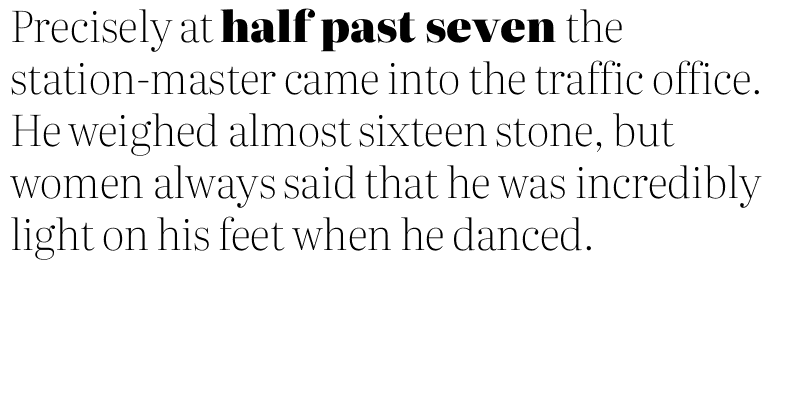 Precisely at half past seven the
station-master came into the traffic office.
He weighed almost sixteen stone, but
women always said that he was incredibly
light on his feet when he danced.